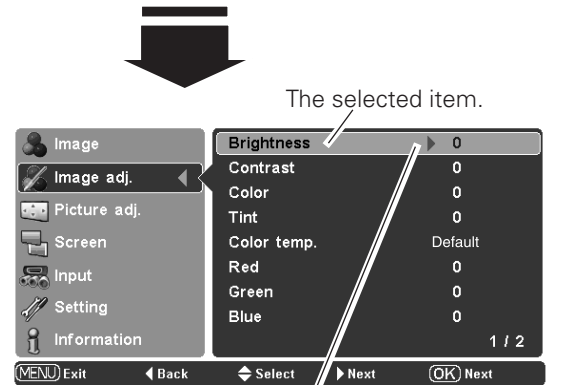 The selected item.
Image
Image adj.
Picture adj.
Screen
Input
Setting
Information
Brightness 0
Contrast 0
Color 0
Tint 0
Color temp. Default
Red 0
Green 0
Blue 0
1 / 2
MENU Exit Back Select Next OK Next